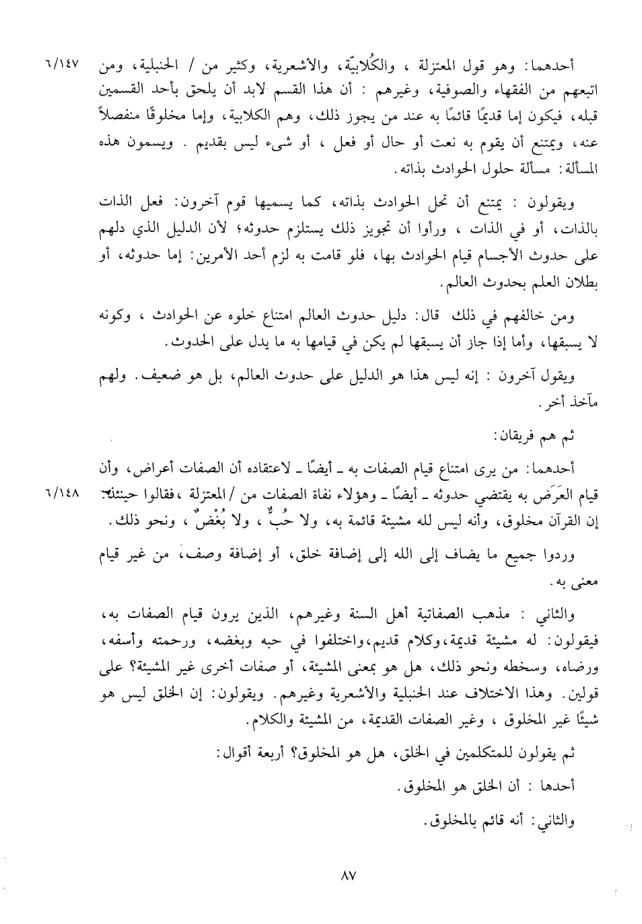 أحدهما: وهو قول المعتزلة ، والكُلابيّة، والأشعرية، وكثير من / الحنبلية، ومن ٦/١٤٧
اتبعهم من الفقهاء والصوفية، وغيرهم : أن هذا القسم لابد أن يلحق بأحد القسمين
قبله، فيكون إما قديمًا قائمًا به عند من يجوز ذلك، وهم الكلابية، وإما مخلوقًا منفصلاً
عنه، ويمتنع أن يقوم به نعت أو حال أو فعل ، أو شىء ليس بقديم . ويسمون هذه
المسألة: مسألة حلول الحوادث بذاته.
ويقولون : يمتنع أن تحل الحوادث بذاته، كما يسميها قوم آخرون: فعل الذات
بالذات، أو في الذات ، ورأوا أن تجويز ذلك يستلزم حدوثه؛ لأن الدليل الذي دلهم
على حدوث الأجسام قيام الحوادث بها، فلو قامت به لزم أحد الأمرين: إما حدوثه، أو
بطلان العلم بحدوث العالم.
ومن خالفهم في ذلك قال: دليل حدوث العالم امتناع خلوه عن الحوادث ، وكونه
لا يسبقها، وأما إذا جاز أن يسبقها لم يكن في قيامها به ما يدل على الحدوث.
ويقول آخرون : إنه ليس هذا هو الدليل على حدوث العالم، بل هو ضعيف. ولهم
مآخذ أخر.
ثم هم فريقان:
أحدهما: من يرى امتناع قيام الصفات به ـ أيضًا ـ لاعتقاده أن الصفات أعراض، وأن
قيام العَرَض به يقتضي حدوثه ـ أيضًا ـ وهؤلاء نفاة الصفات من / المعتزلة ،فقالوا حينئذ: ٦/١٤٨
إن القرآن مخلوق، وأنه ليس لله مشيئة قائمة به، ولا حُبٌّ ، ولا بُغْضٌ ، ونحو ذلك.
وردوا جميع ما يضاف إلى الله إلى إضافة خلق، أو إضافة وصف، من غير قيام
معنى به.
والثاني : مذهب الصفاتية أهل السنة وغيرهم، الذين يرون قيام الصفات به،
فيقولون: له مشيئة قديمة،وكلام قديم،واختلفوا في حبه وبغضه، ورحمته وأسفه،
ورضاه، وسخطه ونحو ذلك، هل هو بمعنى المشيئة، أو صفات أخرى غير المشيئة؟ على
قولين. وهذا الاختلاف عند الحنبلية والأشعرية وغيرهم. ويقولون: إن الخلق ليس هو
شيئًا غير المخلوق ، وغير الصفات القديمة، من المشيئة والكلام.
ثم يقولون للمتكلمين في الخلق، هل هو المخلوق؟ أربعة أقوال:
أحدها : أن الخلق هو المخلوق.
والثاني: أنه قائم بالمخلوق.
٨٧